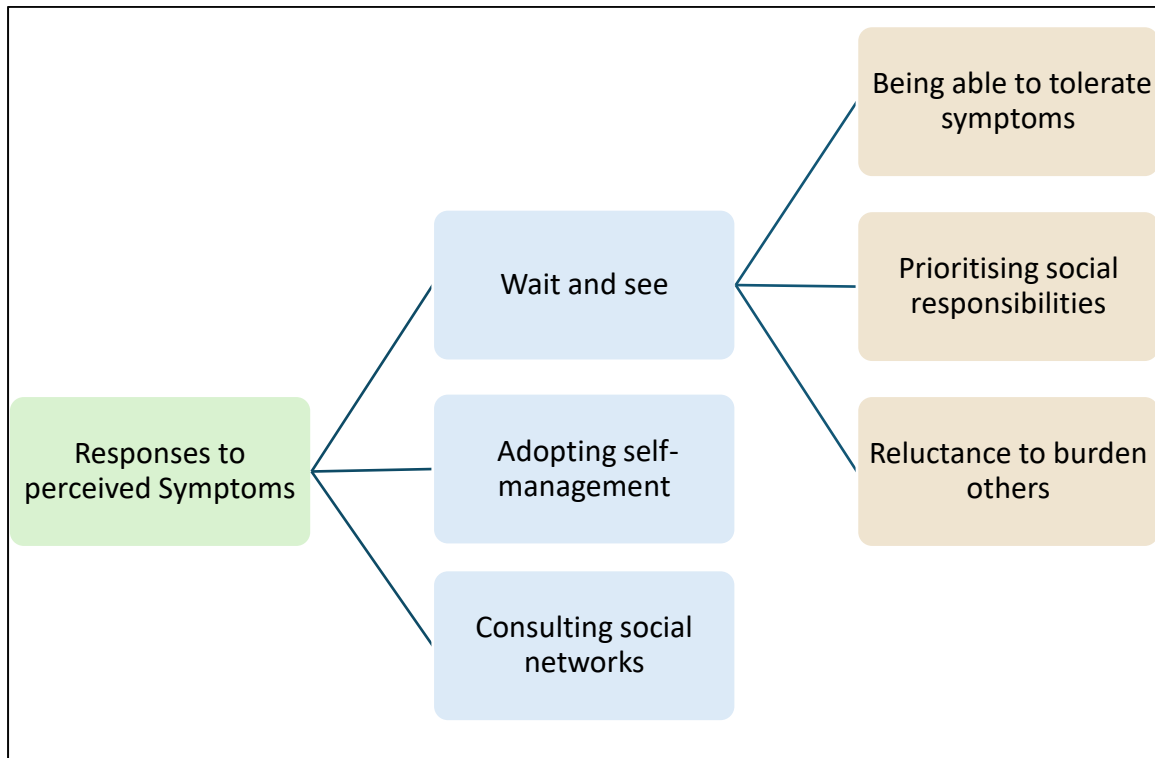 Responses to
perceived Symptoms
Wait and see
Adopting self-
management
Consulting social
networks
Being able to tolerate
symptoms
Prioritising social
responsibilities
Reluctance to burden
others